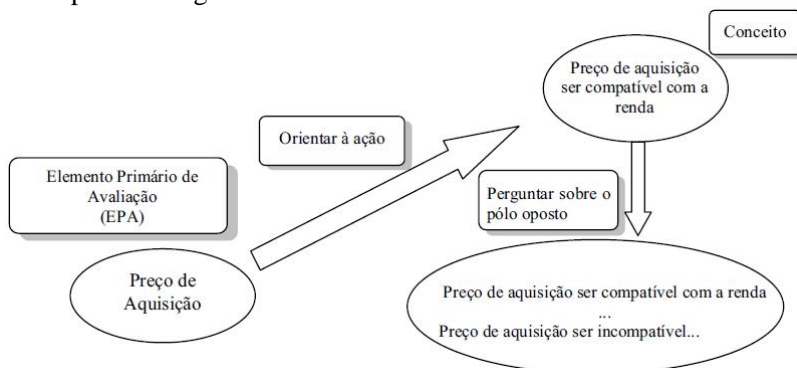 Conceito
Preço de aquisição
ser compatível com a
renda
Orientar à ação
Elemento Primário de
Avaliação
(EPA)
Perguntar sobre o
pólo oposto
Preço de
Aquisição
Preço de aquisição ser compatível com a renda
...
Preço de aquisição ser incompatível...